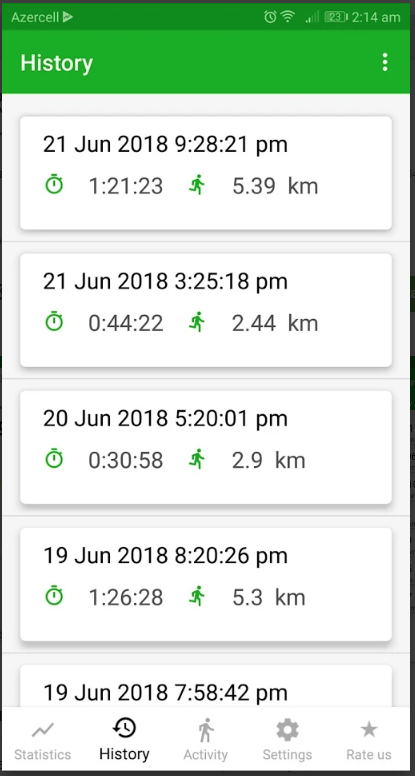 Azercell 23 2:14 am
History
21 Jun 2018 9:28:21 pm
1:21:23 5.39 km
21 Jun 2018 3:25:18 pm
0:44:22 2.44 km
20 Jun 2018 5:20:01 pm
0:30:58 2.9 km
19 Jun 2018 8:20:26 pm
1:26:28 5.3 km
19 Jun 2018 7:58:42 pm
Statistics History Activity Settings Rate us